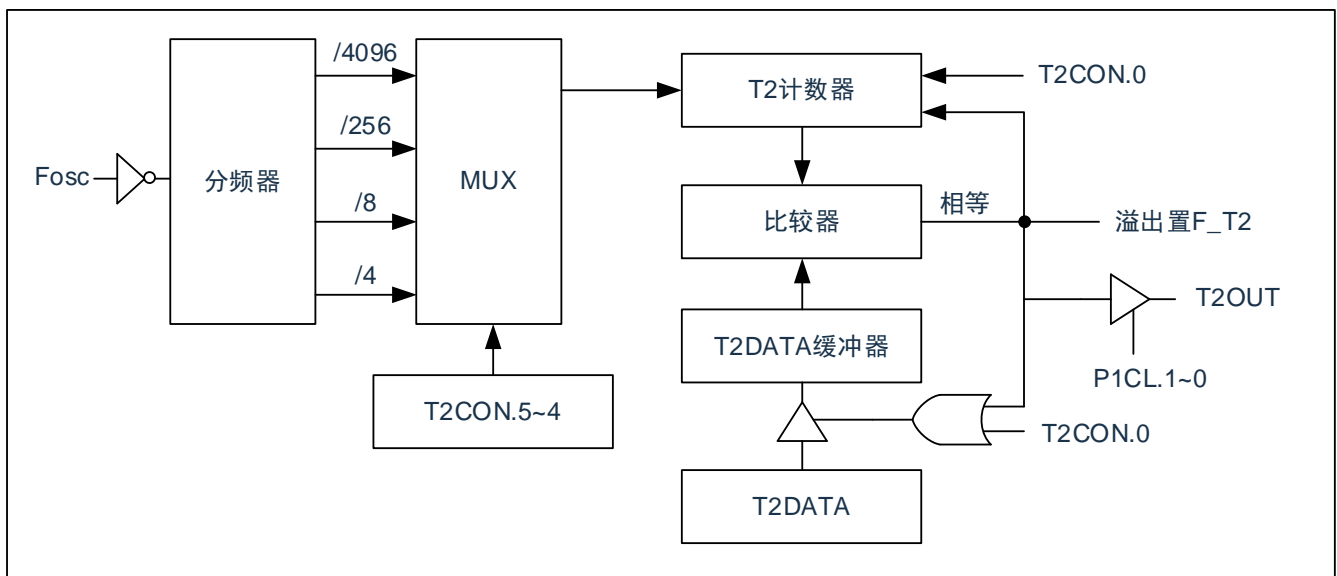 /4096
/256
/8
/4
Fosc
分频器
MUX
T2CON.5~4
T2计数器
T2CON.0
比较器
相等
溢出置F_T2
T2DATA缓冲器
T2OUT
P1CL.1~0
T2CON.0
T2DATA